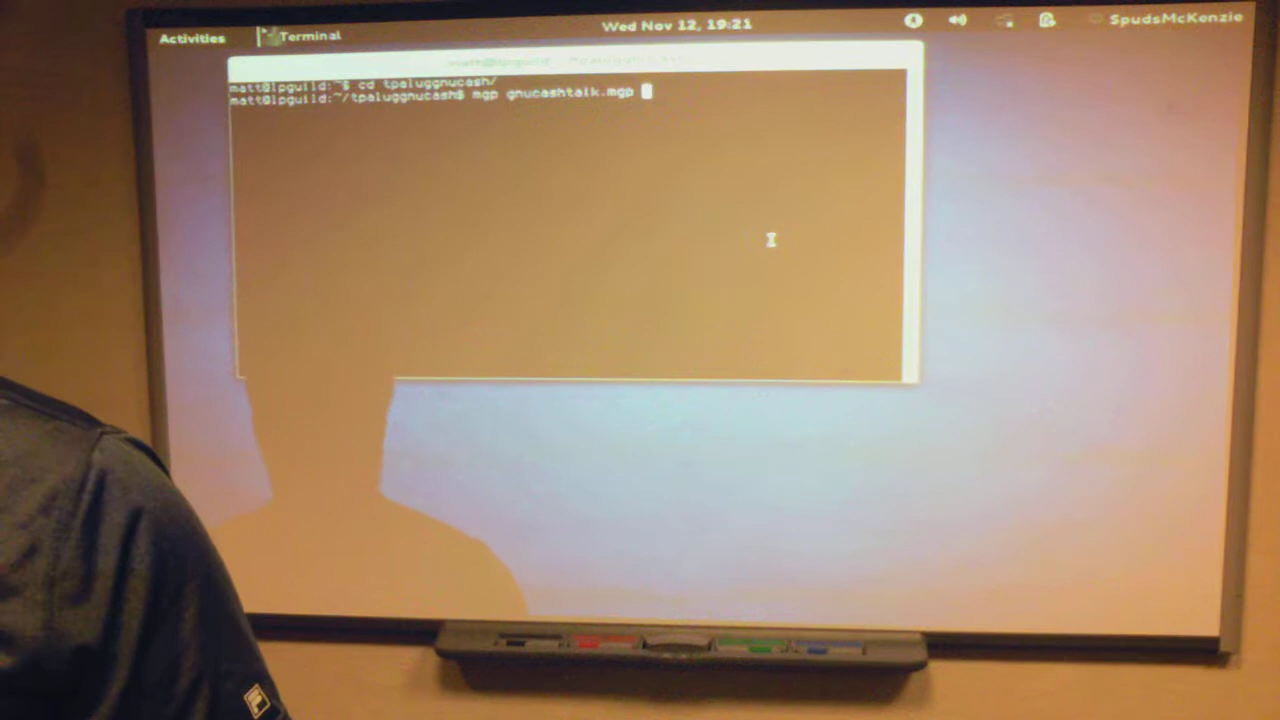 Activities Terminal Wed Nov 12, 19:21 SpudsMcKenzie
matt@lpguild:~$ cd tpaluggnucash/
matt@lpguild:~/tpaluggnucash$ mgp gnucashtalk.mgp